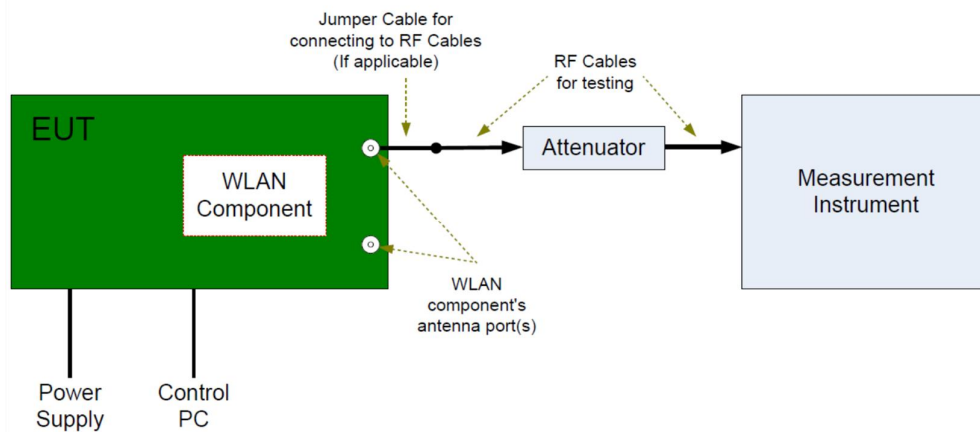 Jumper Cable for
connecting to RF Cables
(If applicable)
RF Cables
for testing
EUT
WLAN
Component
Attenuator
Measurement
Instrument
WLAN
component's
antenna port(s)
Power
Supply
Control
PC